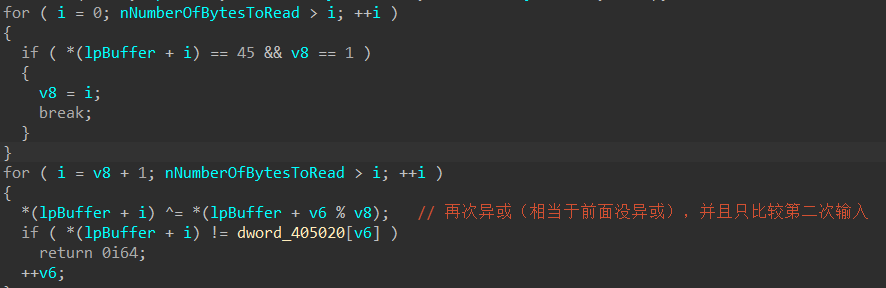 for ( i = 0; nNumberOfBytesToRead > i; ++i )
{
  if ( *(lpBuffer + i) == 45 && v8 == 1 )
  {
    v8 = i;
    break;
  }
}
for ( i = v8 + 1; nNumberOfBytesToRead > i; ++i )
{
  *(lpBuffer + i) ^= *(lpBuffer + v6 % v8);   // 再次异或（相当于前面没异或），并且只比较第二次输入
  if ( *(lpBuffer + i) != dword_405020[v6] )
    return 0i64;
  ++v6;